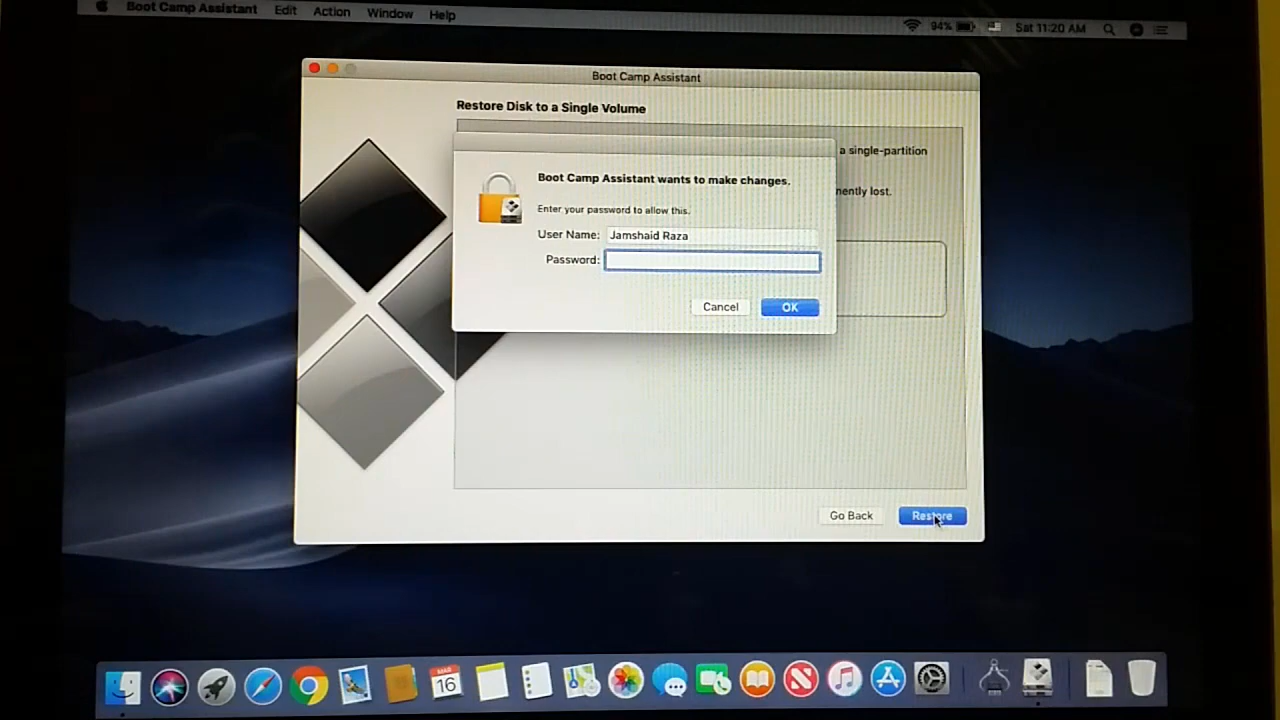 Boot Camp Assistant Edit Action Window Help
94% Sat 11:20 AM
Boot Camp Assistant
Restore Disk to a Single Volume
a single-partition
nently lost.
Boot Camp Assistant wants to make changes.
Enter your password to allow this.
User Name: Jamshaid Raza
Password:
Cancel OK
Go Back Restore
MAR
16